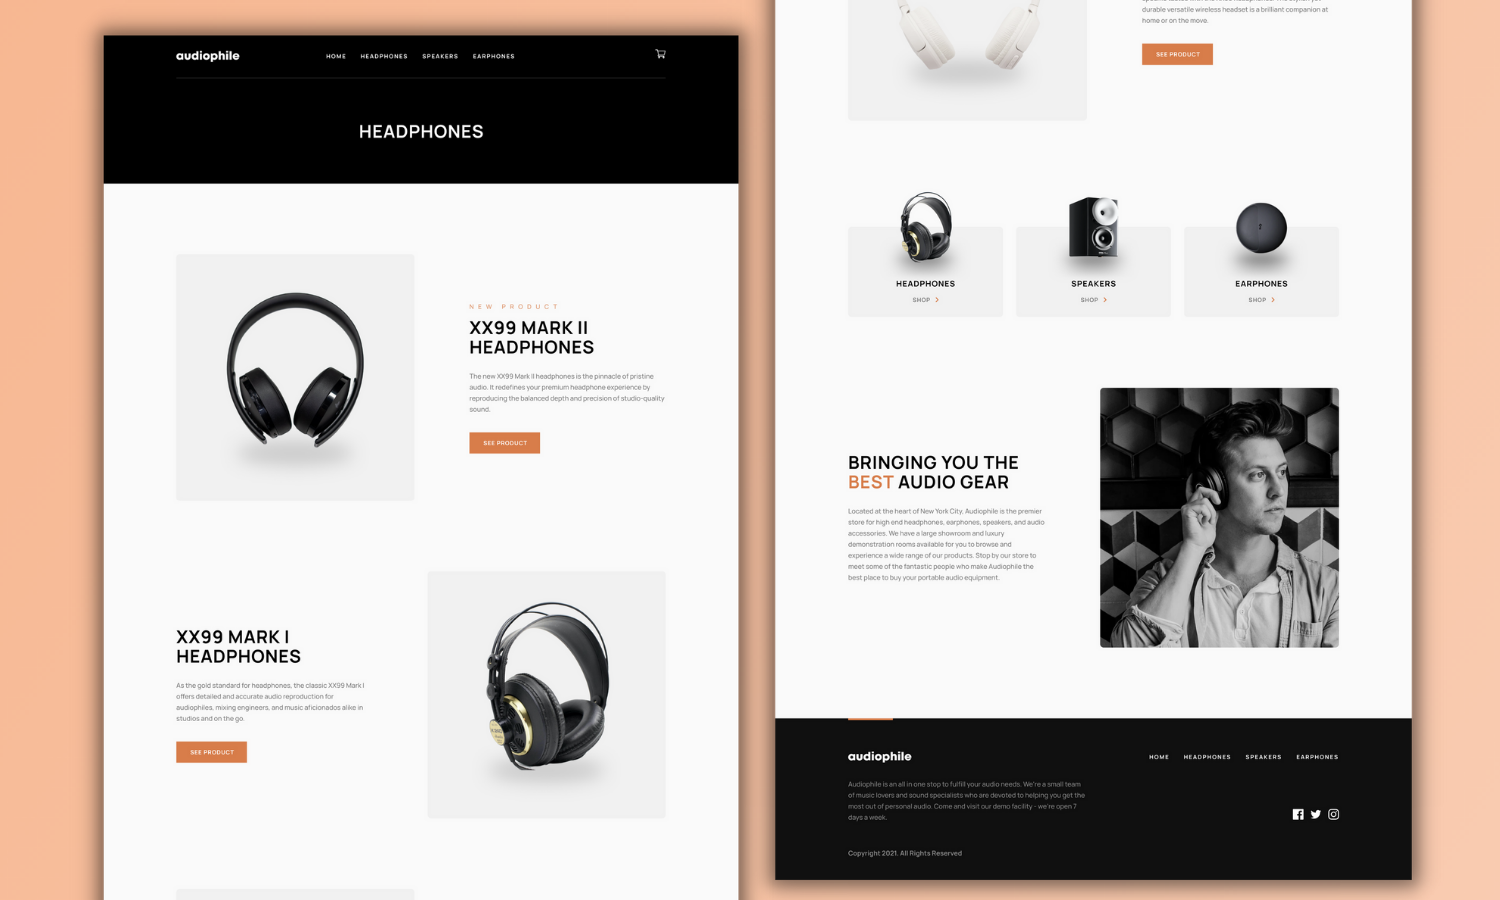 audiophile
HOME HEADPHONES SPEAKERS EARPHONES
HEADPHONES
NEW PRODUCT
XX99 MARK II
HEADPHONES
The new XX99 Mark II headphones is the pinnacle of pristine
audio. It redefines your premium headphone experience by
reproducing the balanced depth and precision of studio-quality
sound.
SEE PRODUCT
XX99 MARK I
HEADPHONES
As the gold standard for headphones, the classic XX99 Mark I
offers detailed and accurate audio reproduction for
audiophiles, mixing engineers, and music aficionados alike in
studios and on the go.
SEE PRODUCT
durable versatile wireless headset is a brilliant companion at
home or on the move.
SEE PRODUCT
HEADPHONES
SHOP
SPEAKERS
SHOP
EARPHONES
SHOP
BRINGING YOU THE
BEST AUDIO GEAR
Located at the heart of New York City, Audiophile is the premier
store for high end headphones, earphones, speakers, and audio
accessories. We have a large showroom and luxury
demonstration rooms available for you to browse and
experience a wide range of our products. Stop by our store to
meet some of the fantastic people who make Audiophile the
best place to buy your portable audio equipment.
audiophile
HOME HEADPHONES SPEAKERS EARPHONES
Audiophile is an all in one stop to fulfill your audio needs. We're a small team
of music lovers and sound specialists who are devoted to helping you get the
most out of personal audio. Come and visit our demo facility - we're open 7
days a week.
Copyright 2021. All Rights Reserved